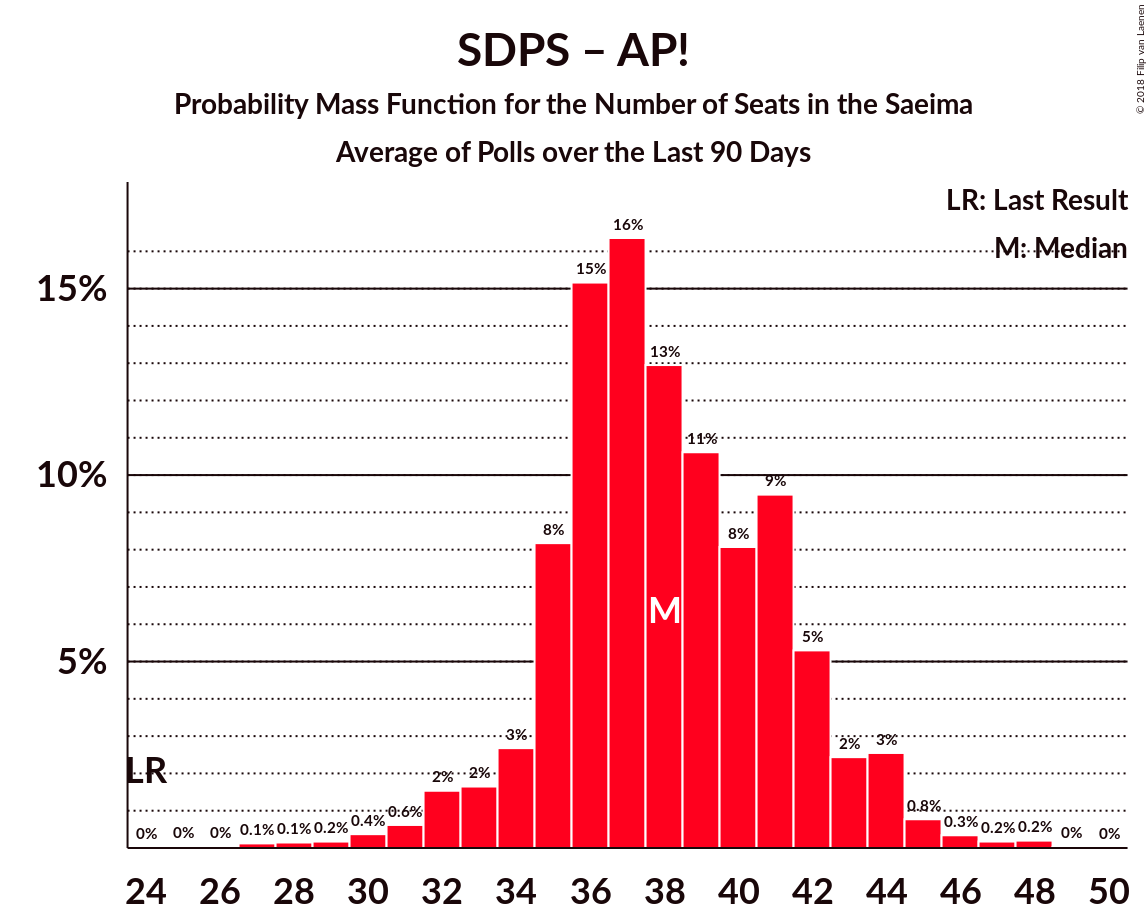 SDPS – AP!
Probability Mass Function for the Number of Seats in the Saeima
Average of Polls over the Last 90 Days
© 2018 Filip van Laenen
LR: Last Result
M: Median
15%
10%
5%
LR
M
0% 0% 0% 0.1% 0.1% 0.2% 0.4% 0.6% 2% 2% 3% 8% 15% 16% 13% 11% 8% 9% 5% 2% 3% 0.8% 0.3% 0.2% 0.2% 0% 0%
24 26 28 30 32 34 36 38 40 42 44 46 48 50